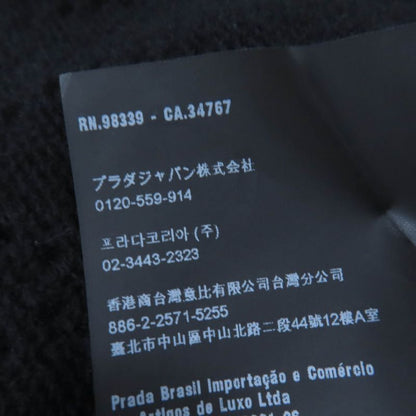 RN.98339 - CA.34767
プラダジャパン株式会社
0120-559-914
프라다코리아 (주)
02-3443-2323
香港商台灣意比有限公司台灣分公司
886-2-2571-5255
臺北市中山區中山北路二段44號12樓A室
Prada Brasil Importação e Comércio
Artigos de Luxo Ltda